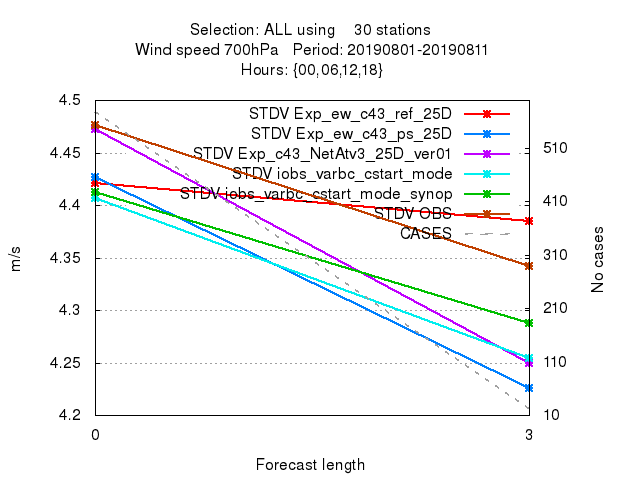 Selection: ALL using 30 stations
Wind speed 700hPa Period: 20190801-20190811
Hours: {00,06,12,18}
STDV Exp_ew_c43_ref_25D
STDV Exp_ew_c43_ps_25D
STDV Exp_c43_NetAtv3_25D_ver01
STDV iobs_varbc_cstart_mode
STDV iobs_varbc_cstart_mode_synop
STDV OBS
CASES
4.5
4.45
4.4
4.35
4.3
4.25
4.2
m/s
510
410
310
210
110
10
No cases
0 3
Forecast length